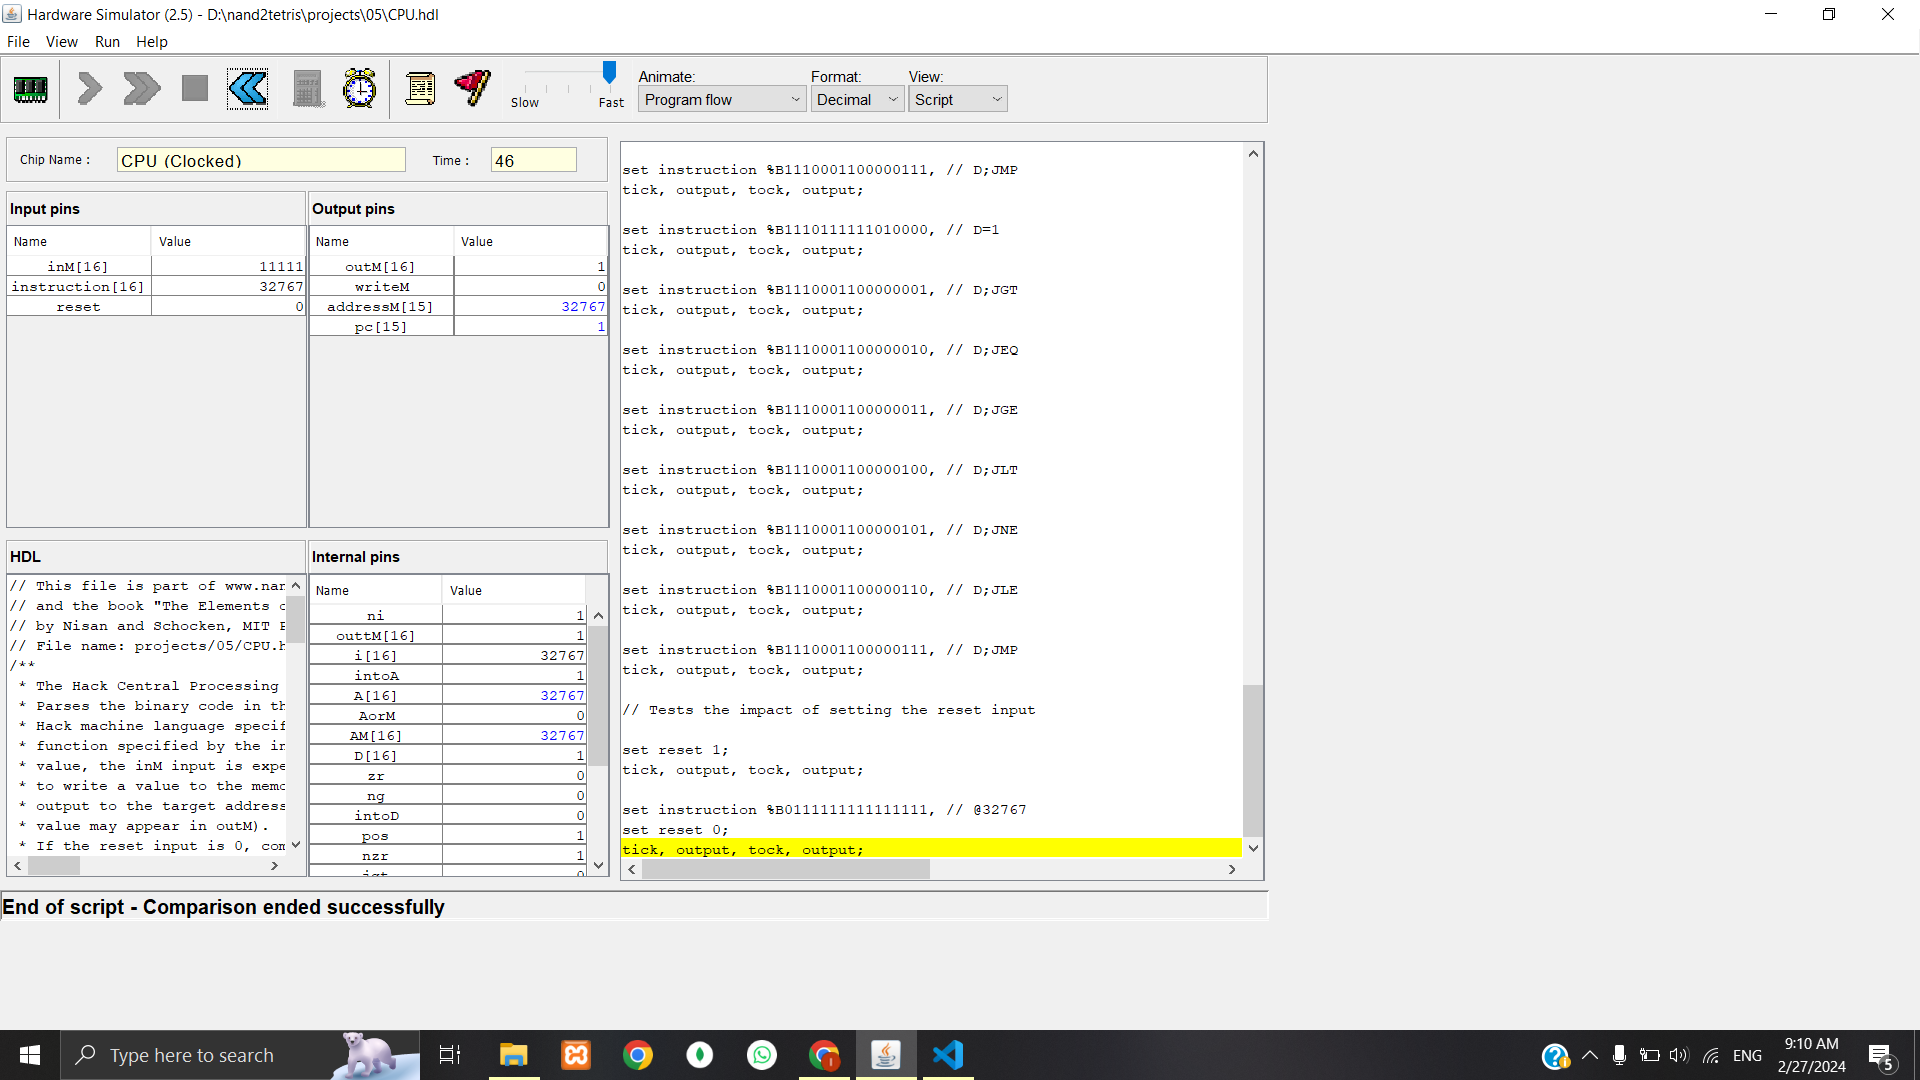 Hardware Simulator (2.5) - D:\nand2tetris\projects\05\CPU.hdl
File View Run Help
Slow Fast
Animate: Format: View:
Program flow Decimal Script
Chip Name : CPU (Clocked) Time : 46
Input pins
Name Value
inM[16] 11111
instruction[16] 32767
reset 0
Output pins
Name Value
outM[16] 1
writeM 0
addressM[15] 32767
pc[15] 1
HDL
// This file is part of www.nan
// and the book "The Elements o
// by Nisan and Schocken, MIT P
// File name: projects/05/CPU.h
/**
* The Hack Central Processing
* Parses the binary code in th
* Hack machine language specif
* function specified by the in
* value, the inM input is expe
* to write a value to the memo
* output to the target address
* value may appear in outM).
* If the reset input is 0, com
Internal pins
Name Value
ni 1
outtM[16] 1
i[16] 32767
intoA 1
A[16] 32767
AorM 0
AM[16] 32767
D[16] 1
zr 0
ng 0
intoD 0
pos 1
nzr 1
jgt 0
set instruction %B1110001100000111, // D;JMP
tick, output, tock, output;
set instruction %B1110111111010000, // D=1
tick, output, tock, output;
set instruction %B1110001100000001, // D;JGT
tick, output, tock, output;
set instruction %B1110001100000010, // D;JEQ
tick, output, tock, output;
set instruction %B1110001100000011, // D;JGE
tick, output, tock, output;
set instruction %B1110001100000100, // D;JLT
tick, output, tock, output;
set instruction %B1110001100000101, // D;JNE
tick, output, tock, output;
set instruction %B1110001100000110, // D;JLE
tick, output, tock, output;
set instruction %B1110001100000111, // D;JMP
tick, output, tock, output;
// Tests the impact of setting the reset input
set reset 1;
tick, output, tock, output;
set instruction %B0111111111111111, // @32767
set reset 0;
tick, output, tock, output;
End of script - Comparison ended successfully
Type here to search
ENG
9:10 AM
2/27/2024
5